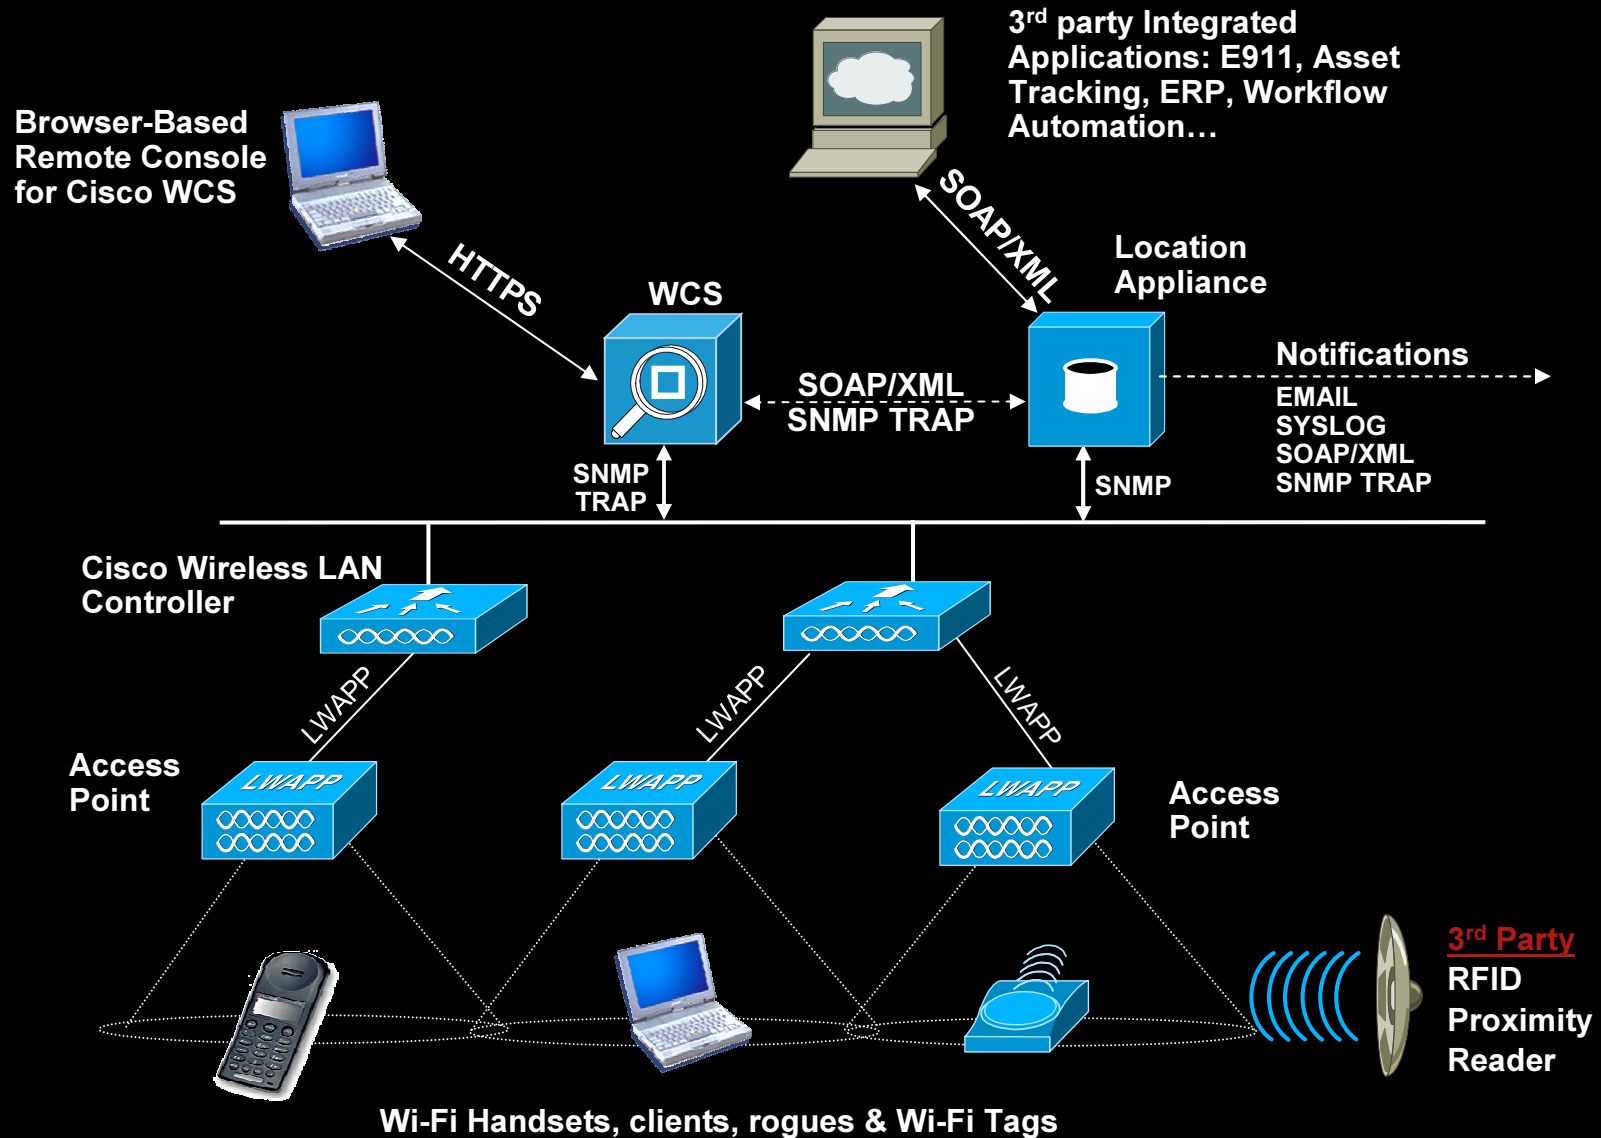 3rd party Integrated
Applications: E911, Asset
Tracking, ERP, Workflow
Automation…
Browser-Based
Remote Console
for Cisco WCS
HTTPS
SOAP/XML
Location
Appliance
WCS
SOAP/XML
SNMP TRAP
Notifications
EMAIL
SYSLOG
SOAP/XML
SNMP TRAP
SNMP
TRAP
SNMP
Cisco Wireless LAN
Controller
LWAPP
LWAPP
LWAPP
Access
Point
LWAPP
LWAPP
LWAPP
Access
Point
3rd Party
RFID
Proximity
Reader
Wi-Fi Handsets, clients, rogues & Wi-Fi Tags